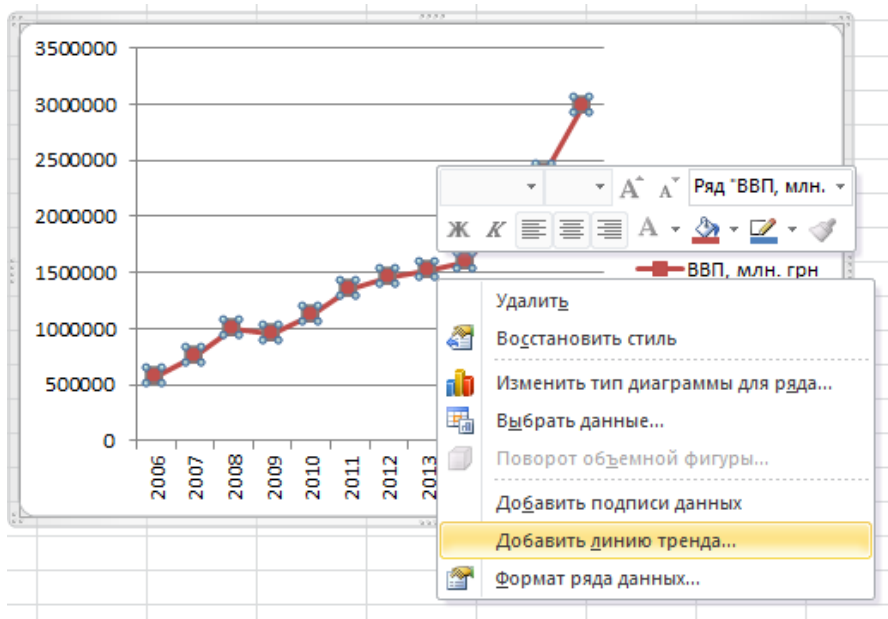 3500000
3000000
2500000
2000000
1500000
1000000
500000
0
2006
2007
2008
2009
2010
2011
2012
2013
ВВП, млн. грн
А А Ряд "ВВП, млн.
Ж К А
Удалить
Восстановить стиль
Изменить тип диаграммы для ряда...
Выбрать данные...
Поворот объемной фигуры...
Добавить подписи данных
Добавить линию тренда...
Формат ряда данных...